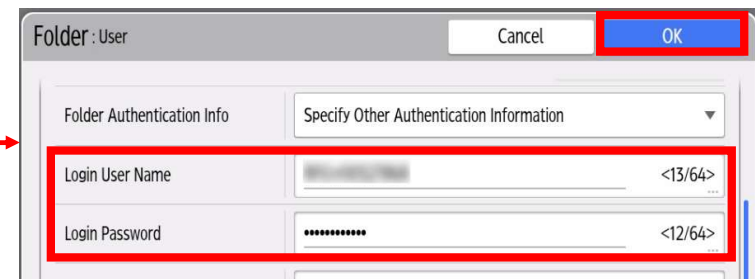 Folder : User
Cancel
OK
Folder Authentication Info
Specify Other Authentication Information
Login User Name
<13/64>
Login Password
•••••••••••• <12/64>